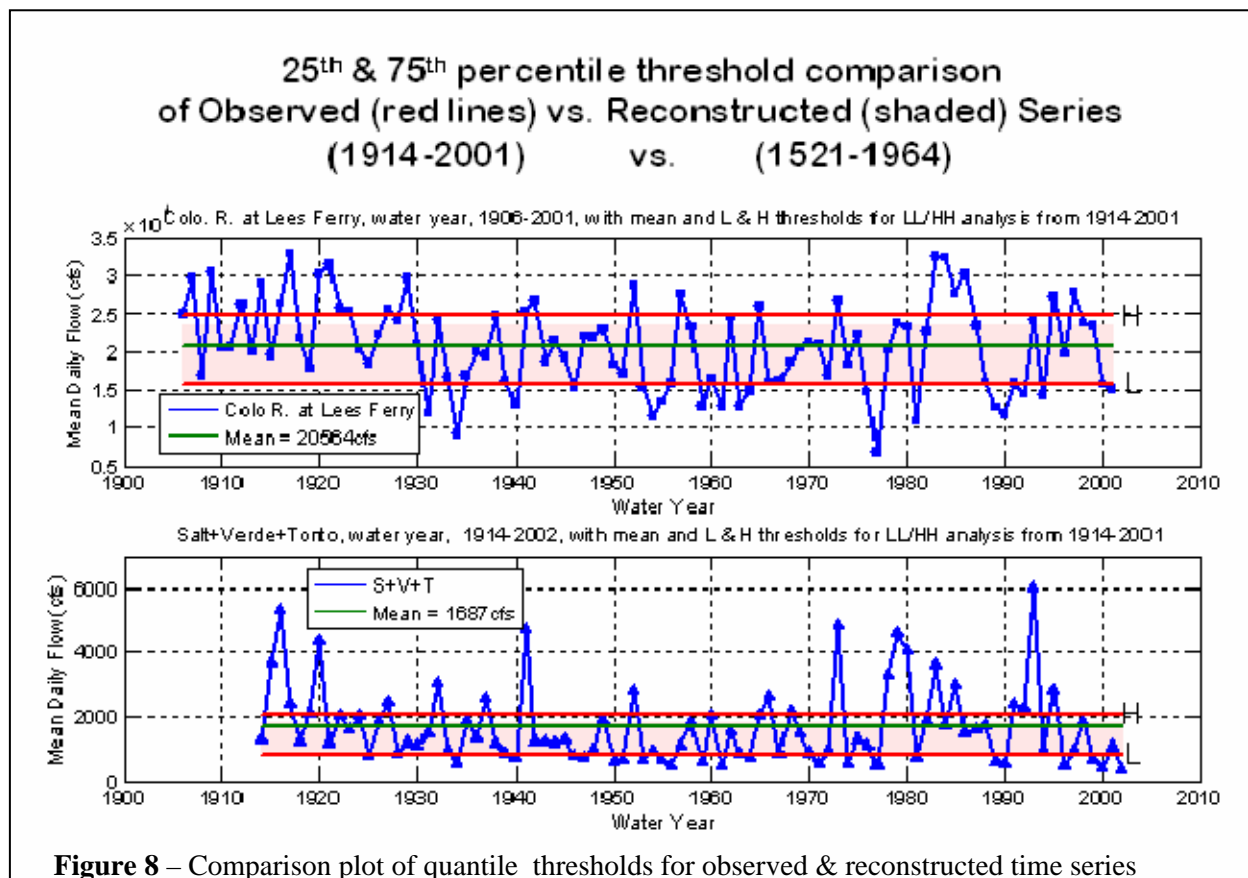 25th & 75th percentile threshold comparison
of Observed (red lines) vs. Reconstructed (shaded) Series
(1914-2001) vs. (1521-1964)
× 10
Colo. R. at Lees Ferry, water year, 1906-2001, with mean and L & H thresholds for LL/HH analysis from 1914-2001
Mean Daily Flow (cfs)
3.5
3
2.5
2
1.5
1
0.5
H
L
Colo R. at Lees Ferry
Mean = 20564cfs
1900 1910 1920 1930 1940 1950 1960 1970 1980 1990 2000 2010
Water Year
Salt+Verde+Tonto, water year, 1914-2002, with mean and L & H thresholds for LL/HH analysis from 1914-2001
Mean Daily Flow (cfs)
6000
4000
2000
0
S+V+T
Mean = 1687cfs
H
L
1900 1910 1920 1930 1940 1950 1960 1970 1980 1990 2000 2010
Water Year
Figure 8 – Comparison plot of quantile thresholds for observed & reconstructed time series